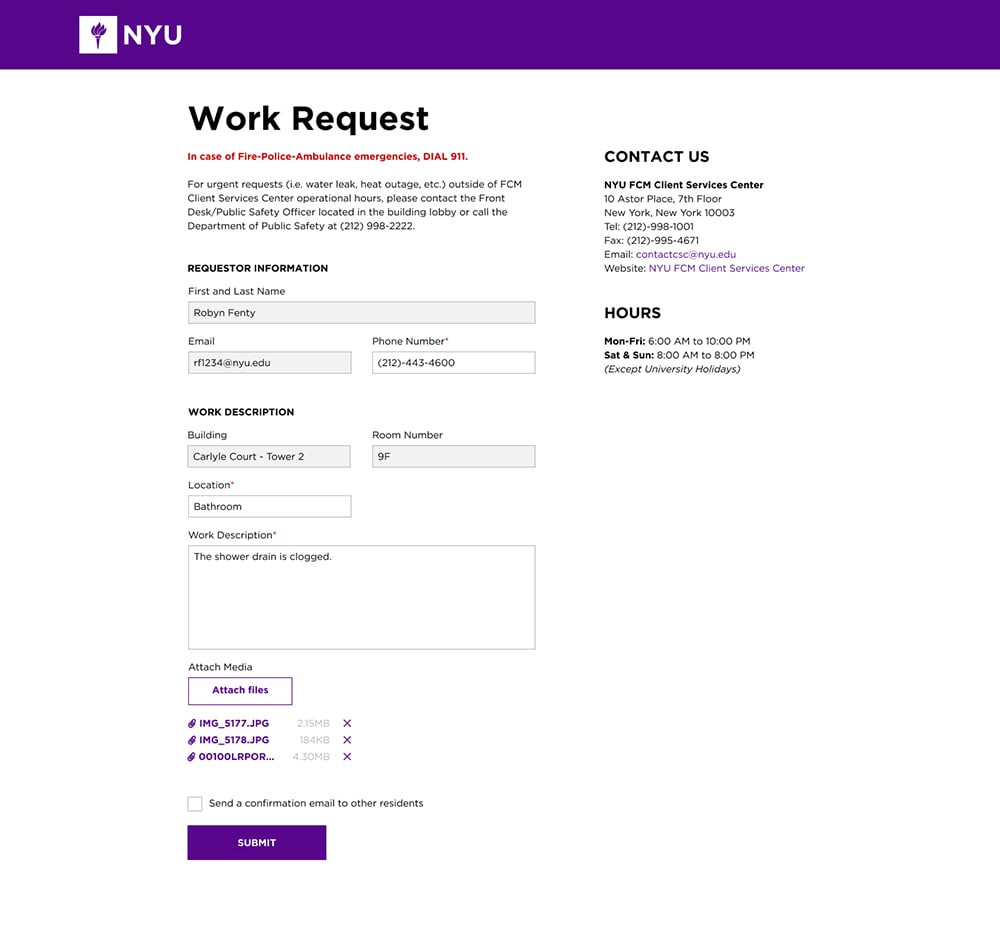 NYU
Work Request
In case of Fire-Police-Ambulance emergencies, DIAL 911.
For urgent requests (i.e. water leak, heat outage, etc.) outside of FCM
Client Services Center operational hours, please contact the Front
Desk/Public Safety Officer located in the building lobby or call the
Department of Public Safety at (212) 998-2222.
REQUESTOR INFORMATION
First and Last Name
Robyn Fenty
Email
Phone Number*
rf1234@nyu.edu
(212)-443-4600
WORK DESCRIPTION
Building
Room Number
Carlyle Court - Tower 2
9F
Location*
Bathroom
Work Description*
The shower drain is clogged.
Attach Media
Attach files
IMG_5177.JPG 2.15MB
IMG_5178.JPG 184KB
00100LRPOR... 4.30MB
Send a confirmation email to other residents
SUBMIT
CONTACT US
NYU FCM Client Services Center
10 Astor Place, 7th Floor
New York, New York 10003
Tel: (212)-998-1001
Fax: (212)-995-4671
Email: contactcsc@nyu.edu
Website: NYU FCM Client Services Center
HOURS
Mon-Fri: 6:00 AM to 10:00 PM
Sat & Sun: 8:00 AM to 8:00 PM
(Except University Holidays)